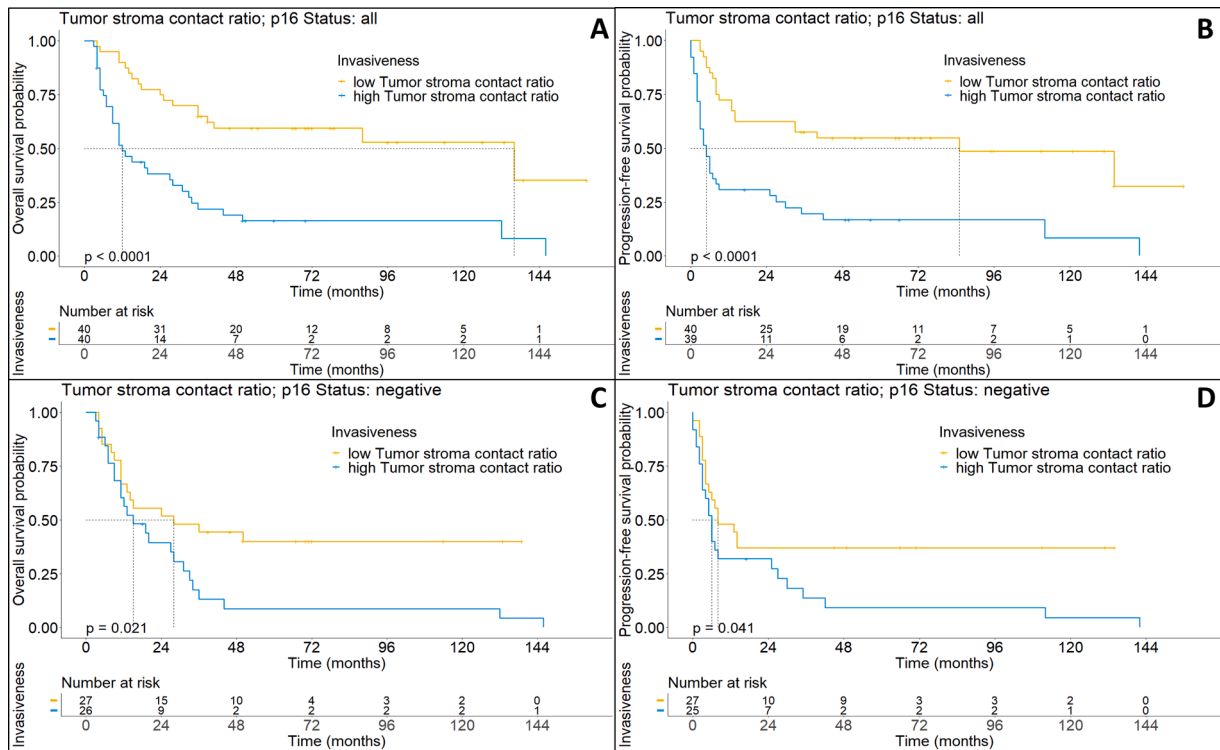 Tumor stroma contact ratio; p16 Status: all
A
Overall survival probability
1.00
0.75
0.50
0.25
0.00
Invasiveness
low Tumor stroma contact ratio
high Tumor stroma contact ratio
p < 0.0001
0 24 48 72 96 120 144
Time (months)
Invasiveness
Number at risk
40 31 20 12 8 5 1
40 14 7 2 2 2 1
0 24 48 72 96 120 144
Time (months)
Tumor stroma contact ratio; p16 Status: all
B
Progression-free survival probability
1.00
0.75
0.50
0.25
0.00
Invasiveness
low Tumor stroma contact ratio
high Tumor stroma contact ratio
p < 0.0001
0 24 48 72 96 120 144
Time (months)
Invasiveness
Number at risk
40 25 19 11 7 5 1
39 11 6 2 2 1 0
0 24 48 72 96 120 144
Time (months)
Tumor stroma contact ratio; p16 Status: negative
C
Overall survival probability
1.00
0.75
0.50
0.25
0.00
Invasiveness
low Tumor stroma contact ratio
high Tumor stroma contact ratio
p = 0.021
0 24 48 72 96 120 144
Time (months)
Invasiveness
Number at risk
27 15 10 4 3 2 0
26 9 2 2 2 2 1
0 24 48 72 96 120 144
Time (months)
Tumor stroma contact ratio; p16 Status: negative
D
Progression-free survival probability
1.00
0.75
0.50
0.25
0.00
Invasiveness
low Tumor stroma contact ratio
high Tumor stroma contact ratio
p = 0.041
0 24 48 72 96 120 144
Time (months)
Invasiveness
Number at risk
27 10 9 3 3 2 0
25 7 2 2 2 1 0
0 24 48 72 96 120 144
Time (months)